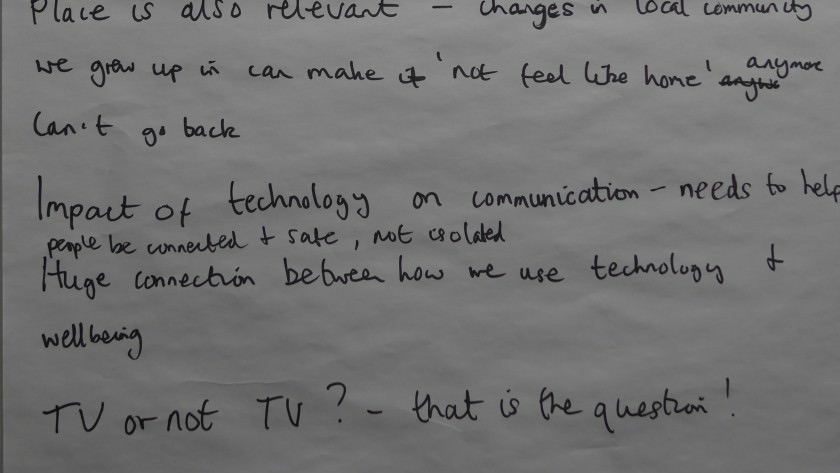 Place is also relevant - changes in local community
we grew up in can make it 'not feel like home' anymore
Can't go back
Impact of technology on communication - needs to help
people be connected + safe, not isolated
Huge connection between how we use technology +
wellbeing
TV or not TV? - that is the question!